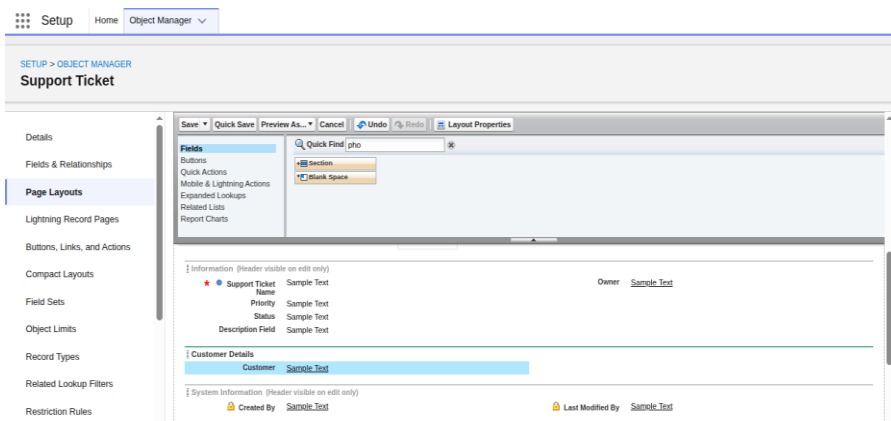 Setup Home Object Manager
SETUP > OBJECT MANAGER
Support Ticket
Details
Fields & Relationships
Page Layouts
Lightning Record Pages
Buttons, Links, and Actions
Compact Layouts
Field Sets
Object Limits
Record Types
Related Lookup Filters
Restriction Rules
Save Quick Save Preview As... Cancel Undo Redo Layout Properties
Fields
Buttons
Quick Actions
Mobile & Lightning Actions
Expanded Lookups
Related Lists
Report Charts
Quick Find pho
Section
Blank Space
Information (Header visible on edit only)
* Support Ticket Name Sample Text Owner Sample Text
Priority Sample Text
Status Sample Text
Description Field Sample Text
Customer Details
Customer Sample Text
System Information (Header visible on edit only)
Created By Sample Text Last Modified By Sample Text